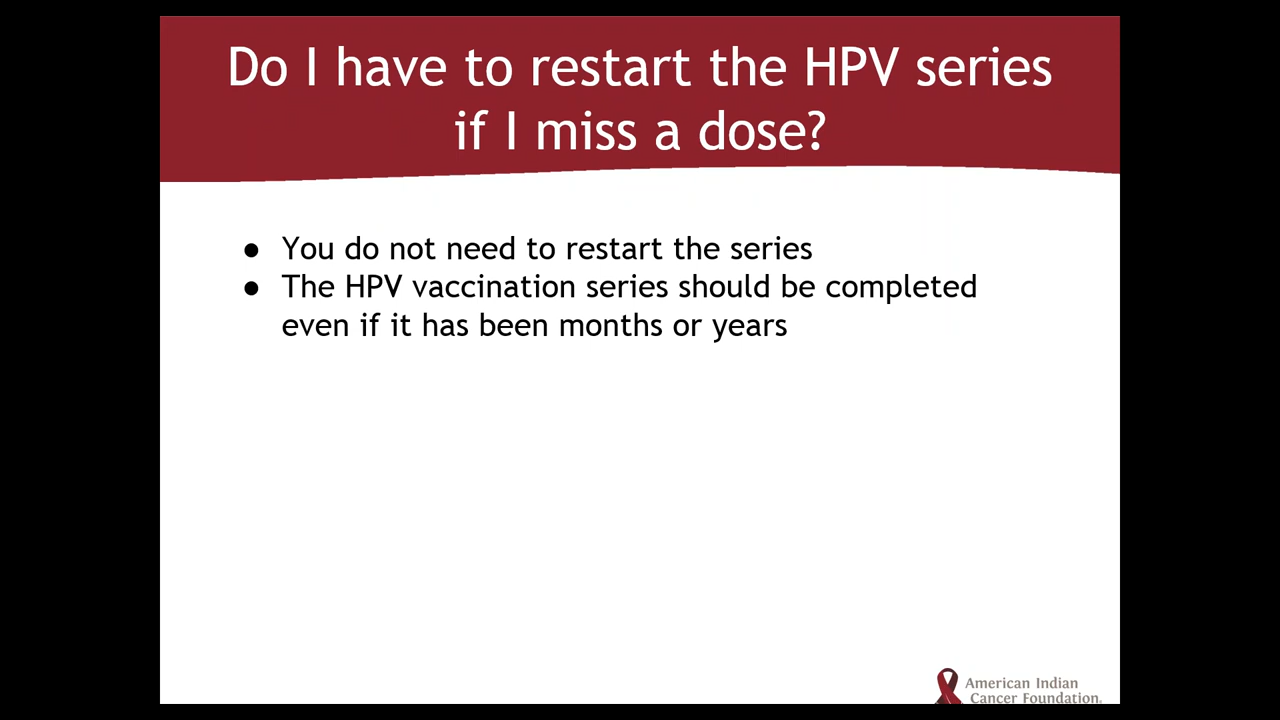 Do I have to restart the HPV series
if I miss a dose?
● You do not need to restart the series
● The HPV vaccination series should be completed
even if it has been months or years
American Indian
Cancer Foundation.